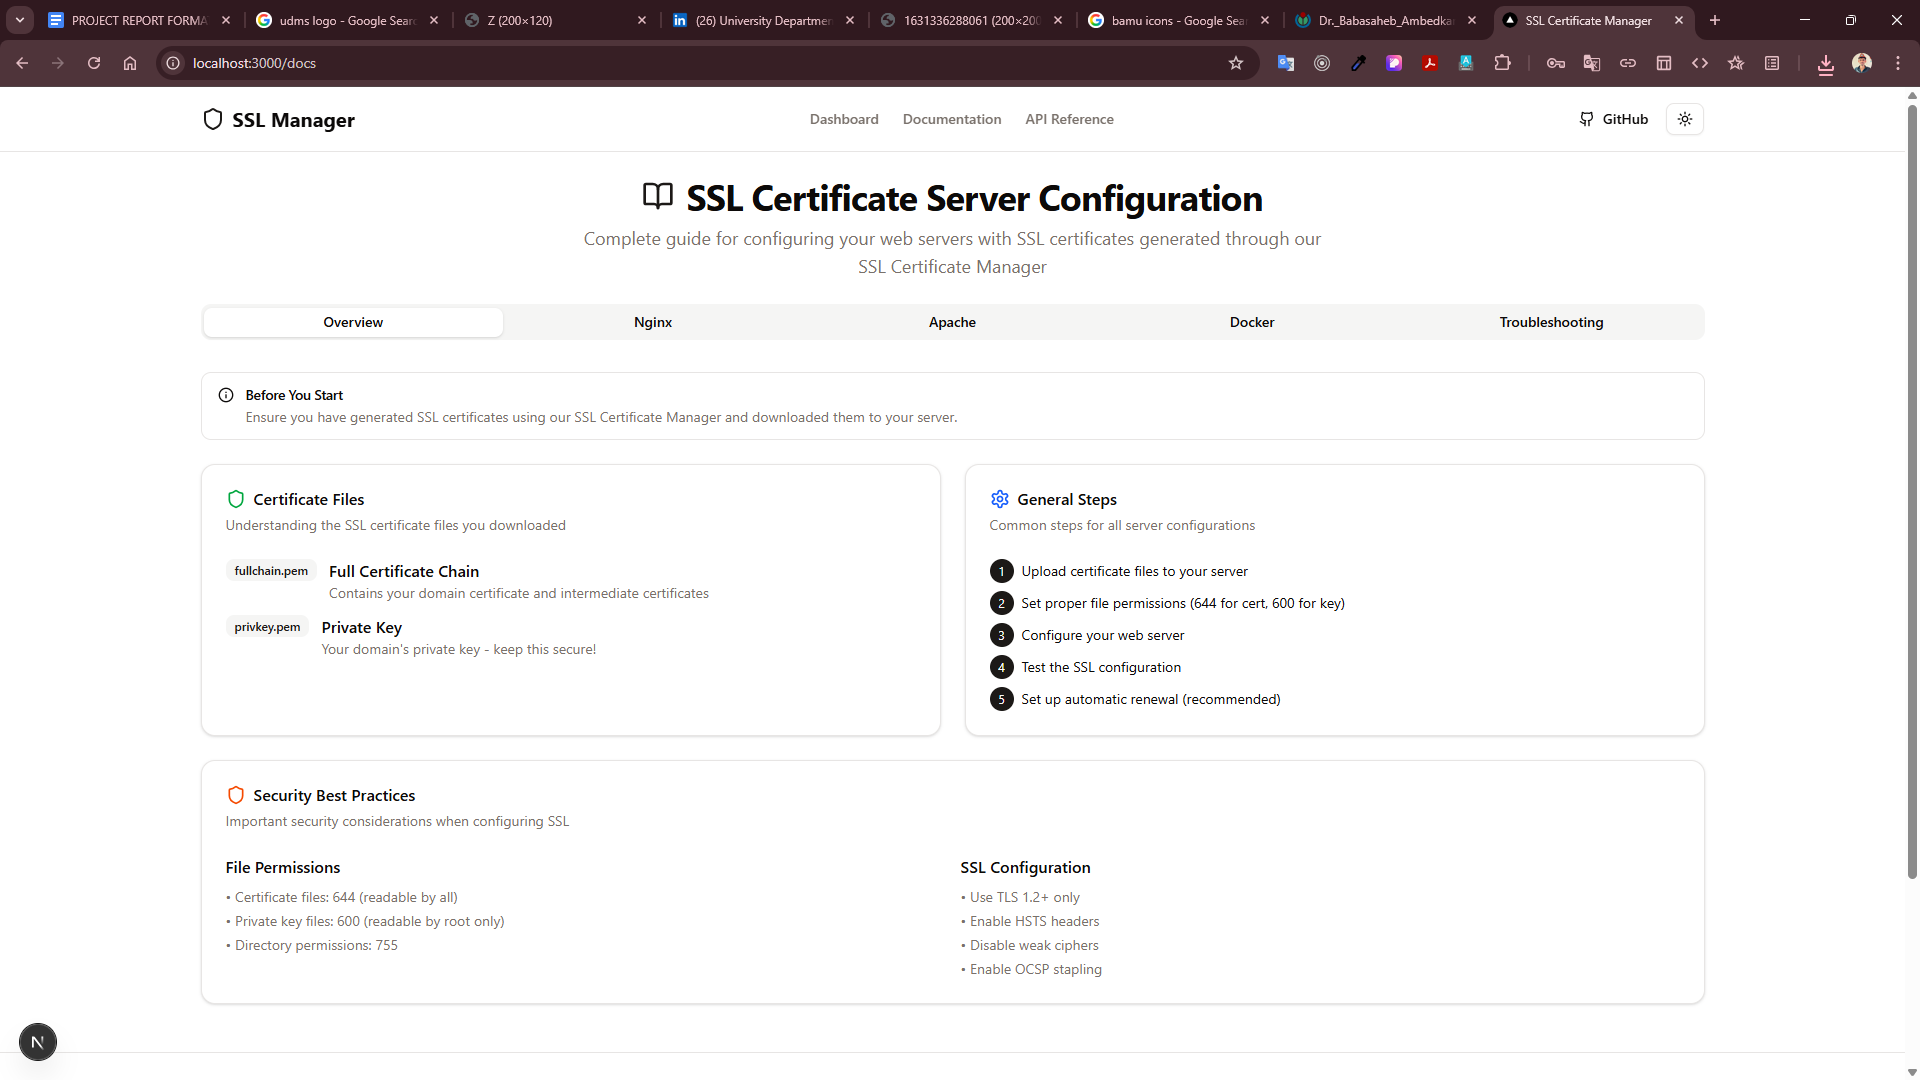 PROJECT REPORT FORMA
udms logo - Google Sear
Z (200×120)
(26) University Departmen
1631336288061 (200×200
bamu icons - Google Sea
Dr._Babasaheb_Ambedka
SSL Certificate Manager
localhost:3000/docs
SSL Manager
Dashboard
Documentation
API Reference
GitHub
SSL Certificate Server Configuration
Complete guide for configuring your web servers with SSL certificates generated through our
SSL Certificate Manager
Overview
Nginx
Apache
Docker
Troubleshooting
Before You Start
Ensure you have generated SSL certificates using our SSL Certificate Manager and downloaded them to your server.
Certificate Files
Understanding the SSL certificate files you downloaded
fullchain.pem
Full Certificate Chain
Contains your domain certificate and intermediate certificates
privkey.pem
Private Key
Your domain's private key - keep this secure!
General Steps
Common steps for all server configurations
1 Upload certificate files to your server
2 Set proper file permissions (644 for cert, 600 for key)
3 Configure your web server
4 Test the SSL configuration
5 Set up automatic renewal (recommended)
Security Best Practices
Important security considerations when configuring SSL
File Permissions
• Certificate files: 644 (readable by all)
• Private key files: 600 (readable by root only)
• Directory permissions: 755
SSL Configuration
• Use TLS 1.2+ only
• Enable HSTS headers
• Disable weak ciphers
• Enable OCSP stapling
N